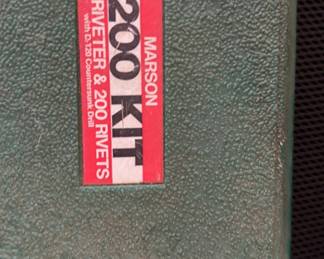 MARSON
200 KIT
RIVETER & 200 RIVETS
with D-120 Countersunk Drill